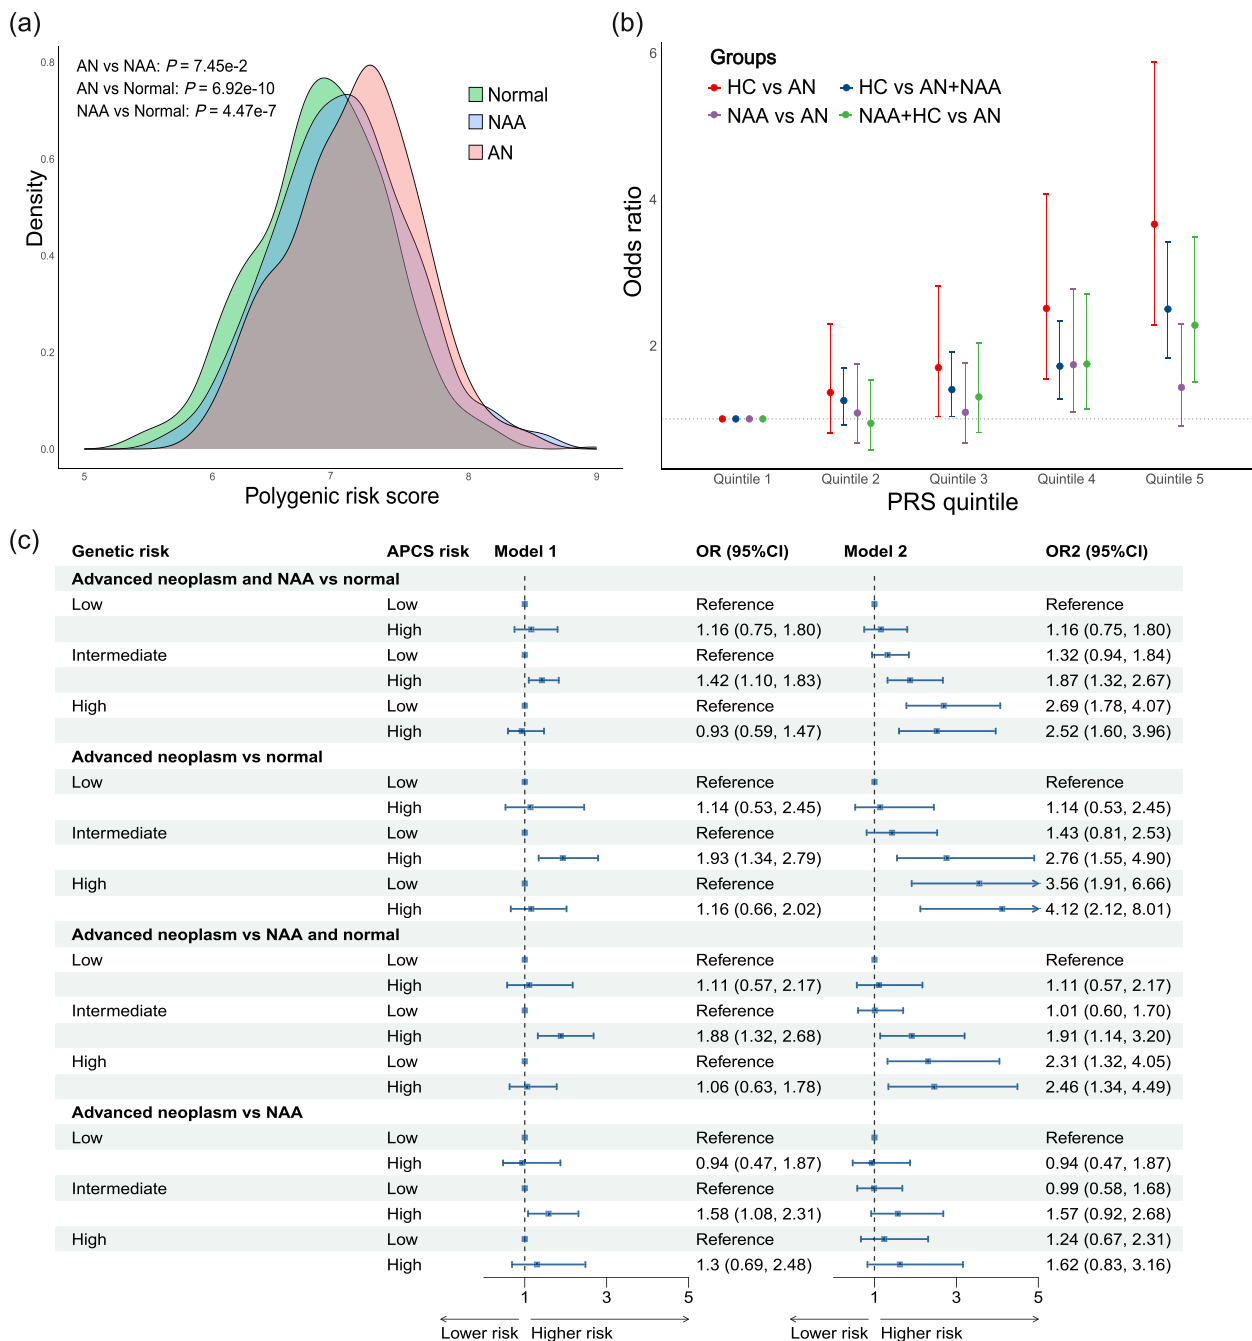 (a)
AN vs NAA: P = 7.45e-2
AN vs Normal: P = 6.92e-10
NAA vs Normal: P = 4.47e-7
Normal
NAA
AN
Density
0.8
0.6
0.4
0.2
0.0
5 6 7 8 9
Polygenic risk score
(b)
Groups
HC vs AN HC vs AN+NAA
NAA vs AN NAA+HC vs AN
Odds ratio
6
4
2
Quintile 1 Quintile 2 Quintile 3 Quintile 4 Quintile 5
PRS quintile
(c)
Genetic risk APCS risk Model 1 OR (95%CI) Model 2 OR2 (95%CI)
Advanced neoplasm and NAA vs normal
Low Low Reference Reference
High 1.16 (0.75, 1.80) 1.16 (0.75, 1.80)
Intermediate Low Reference 1.32 (0.94, 1.84)
High 1.42 (1.10, 1.83) 1.87 (1.32, 2.67)
High Low Reference 2.69 (1.78, 4.07)
High 0.93 (0.59, 1.47) 2.52 (1.60, 3.96)
Advanced neoplasm vs normal
Low Low Reference Reference
High 1.14 (0.53, 2.45) 1.14 (0.53, 2.45)
Intermediate Low Reference 1.43 (0.81, 2.53)
High 1.93 (1.34, 2.79) 2.76 (1.55, 4.90)
High Low Reference 3.56 (1.91, 6.66)
High 1.16 (0.66, 2.02) 4.12 (2.12, 8.01)
Advanced neoplasm vs NAA and normal
Low Low Reference Reference
High 1.11 (0.57, 2.17) 1.11 (0.57, 2.17)
Intermediate Low Reference 1.01 (0.60, 1.70)
High 1.88 (1.32, 2.68) 1.91 (1.14, 3.20)
High Low Reference 2.31 (1.32, 4.05)
High 1.06 (0.63, 1.78) 2.46 (1.34, 4.49)
Advanced neoplasm vs NAA
Low Low Reference Reference
High 0.94 (0.47, 1.87) 0.94 (0.47, 1.87)
Intermediate Low Reference 0.99 (0.58, 1.68)
High 1.58 (1.08, 2.31) 1.57 (0.92, 2.68)
High Low Reference 1.24 (0.67, 2.31)
High 1.3 (0.69, 2.48) 1.62 (0.83, 3.16)
1 3 5 1 3 5
Lower risk Higher risk Lower risk Higher risk